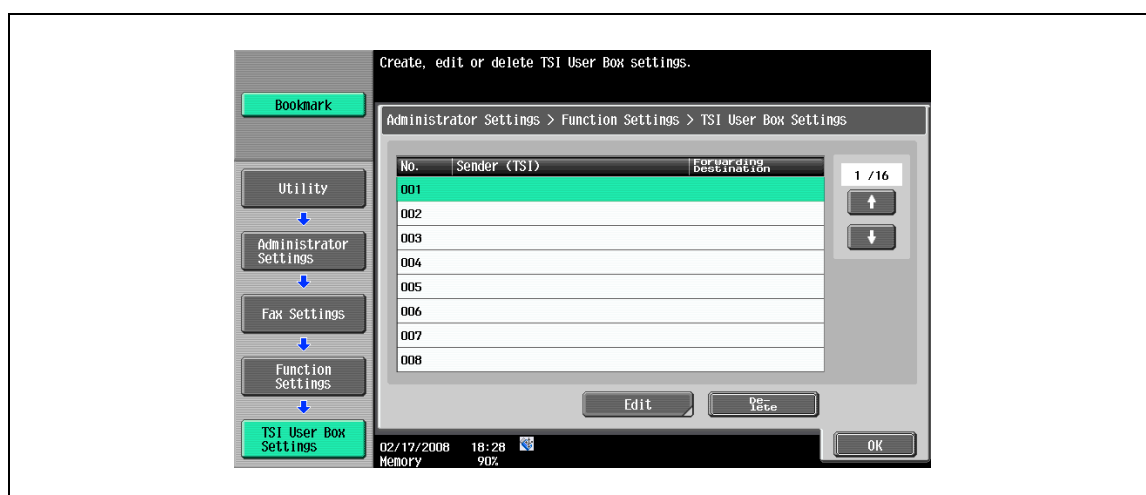 Create, edit or delete TSI User Box settings.
Bookmark
Administrator Settings > Function Settings > TSI User Box Settings
No.
Sender (TSI)
Forwarding
Destination
1 /16
001
002
003
004
005
006
007
008
Utility
Administrator
Settings
Fax Settings
Function
Settings
TSI User Box
Settings
Edit
De-
lete
02/17/2008 18:28
Memory 90%
OK